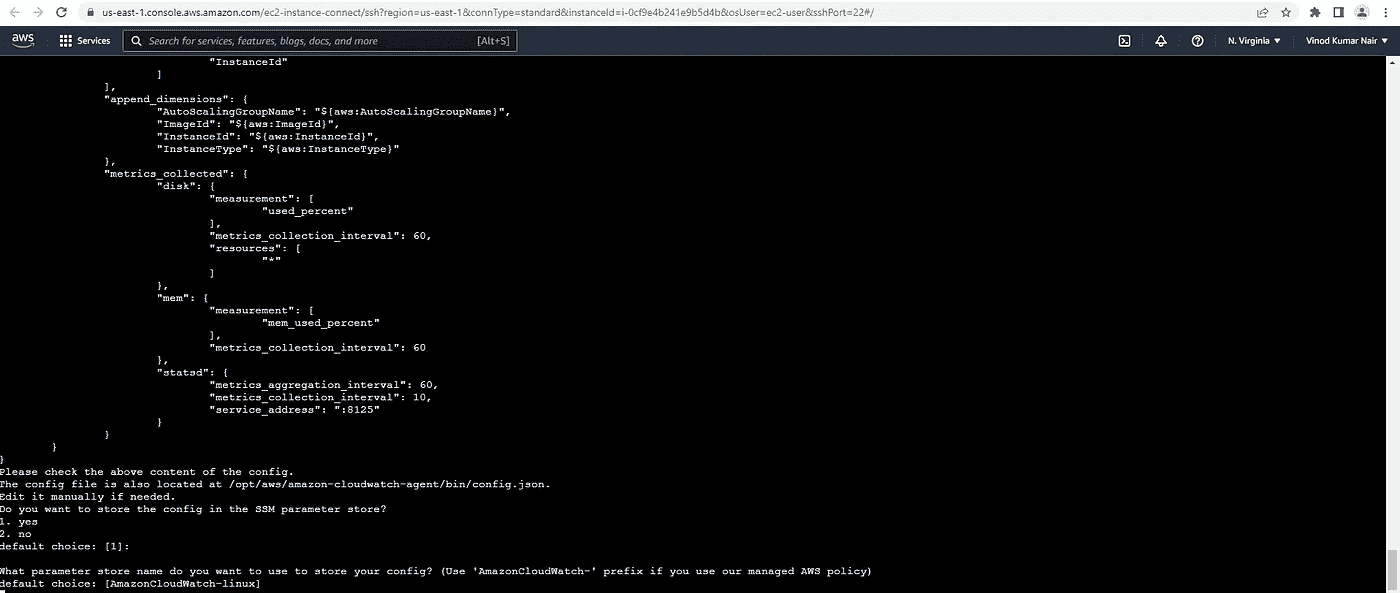 us-east-1.console.aws.amazon.com/ec2-instance-connect/ssh?region=us-east-1&connType=standard&instanceId=i-0cf9e4b241e9b5d4b&osUser=ec2-user&sshPort=22#/
aws Services Search for services, features, blogs, docs, and more [Alt+S] N. Virginia Vinod Kumar Nair
"InstanceId"
]
],
"append_dimensions": {
"AutoScalingGroupName": "${aws:AutoScalingGroupName}",
"ImageId": "${aws:ImageId}",
"InstanceId": "${aws:InstanceId}",
"InstanceType": "${aws:InstanceType}"
},
"metrics_collected": {
"disk": {
"measurement": [
"used_percent"
],
"metrics_collection_interval": 60,
"resources": [
"*"
]
},
"mem": {
"measurement": [
"mem_used_percent"
],
"metrics_collection_interval": 60
},
"statsd": {
"metrics_aggregation_interval": 60,
"metrics_collection_interval": 10,
"service_address": ":8125"
}
}
}
}
Please check the above content of the config.
The config file is also located at /opt/aws/amazon-cloudwatch-agent/bin/config.json.
Edit it manually if needed.
Do you want to store the config in the SSM parameter store?
1. yes
2. no
default choice: [1]:
What parameter store name do you want to use to store your config? (Use 'AmazonCloudWatch-' prefix if you use our managed AWS policy)
default choice: [AmazonCloudWatch-linux]